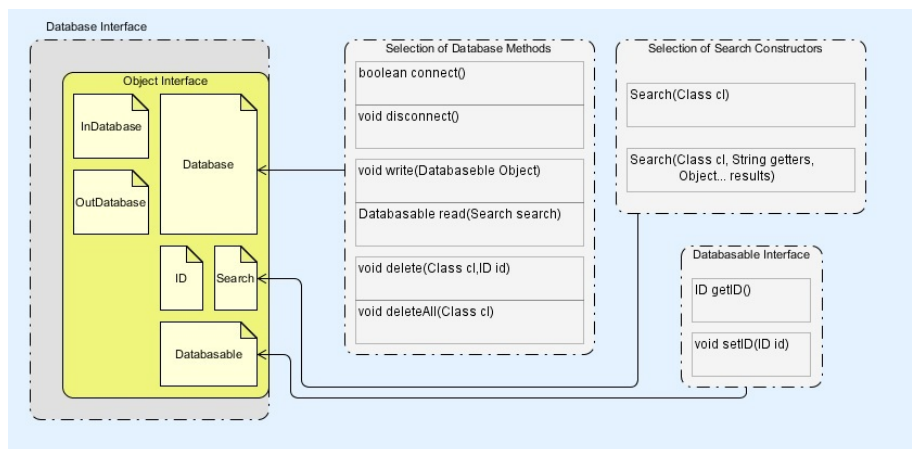 Database Interface
Object Interface
InDatabase
Database
OutDatabase
ID
Search
Databasable
Selection of Database Methods
boolean connect()
void disconnect()
void write(Databaseble Object)
Databasable read(Search search)
void delete(Class cl,ID id)
void deleteAll(Class cl)
Selection of Search Constructors
Search(Class cl)
Search(Class cl, String getters,
Object... results)
Databasable Interface
ID getID()
void setID(ID id)